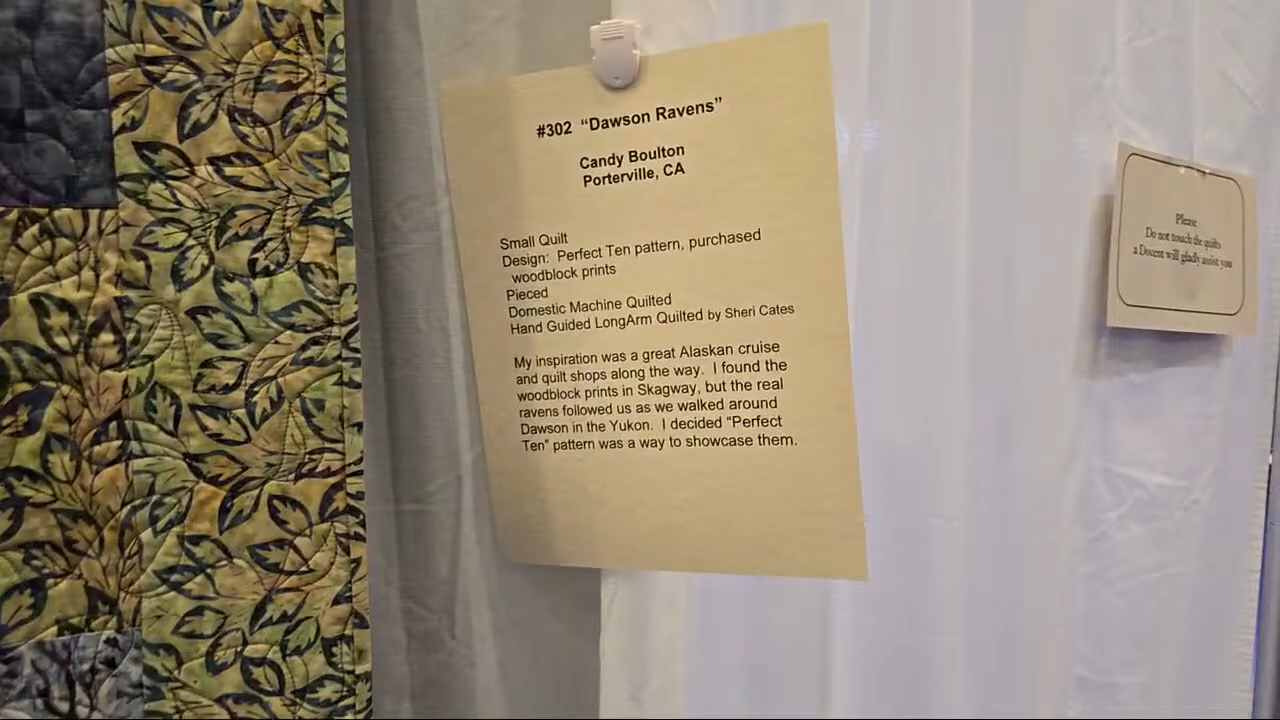 #302 “Dawson Ravens”
Candy Boulton
Porterville, CA
Small Quilt
Design: Perfect Ten pattern, purchased
woodblock prints
Pieced
Domestic Machine Quilted
Hand Guided LongArm Quilted by Sheri Cates
My inspiration was a great Alaskan cruise
and quilt shops along the way. I found the
woodblock prints in Skagway, but the real
ravens followed us as we walked around
Dawson in the Yukon. I decided “Perfect
Ten” pattern was a way to showcase them.
Please
Do not touch the quilts
a Docent will gladly assist you